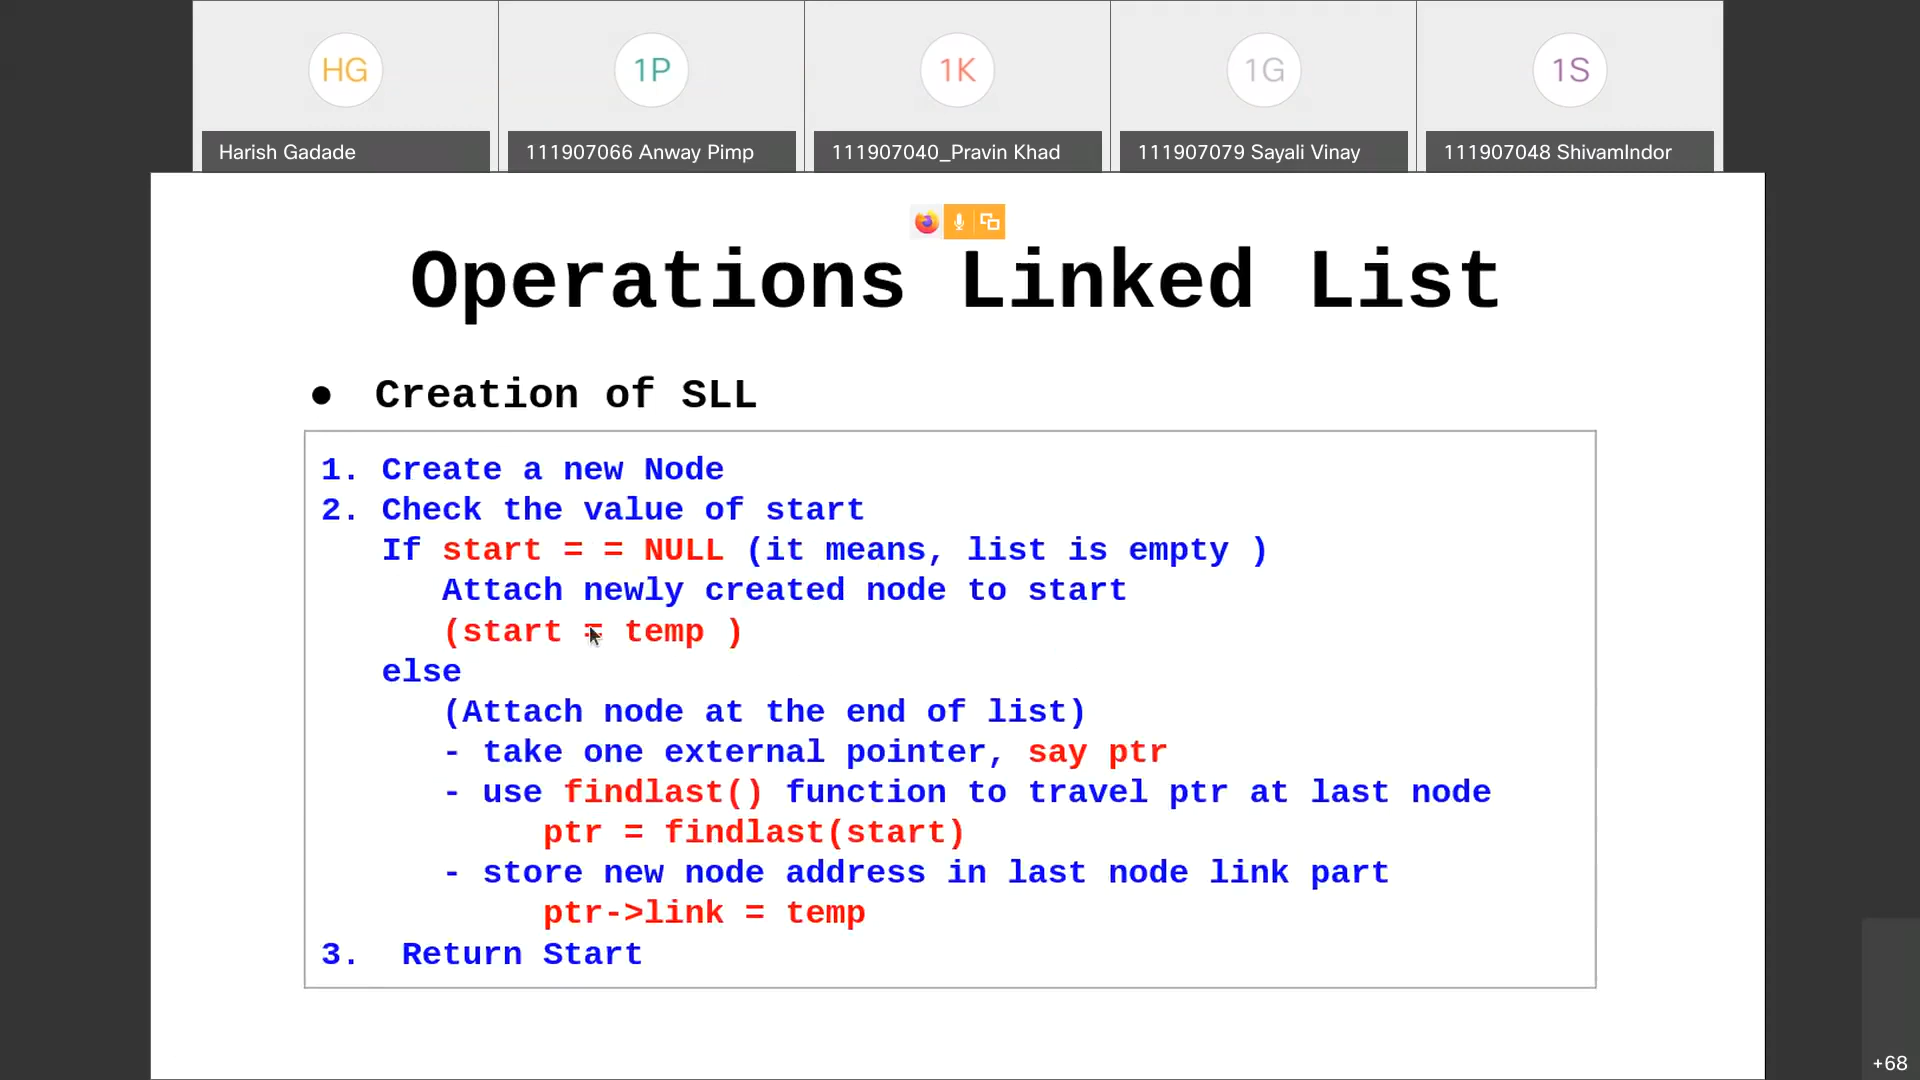 HG
1P
1K
1G
1S
Harish Gadade
111907066 Anway Pimp
111907040_Pravin Khad
111907079 Sayali Vinay
111907048 ShivamIndor
Operations Linked List
● Creation of SLL
1. Create a new Node
2. Check the value of start
If start = = NULL (it means, list is empty )
Attach newly created node to start
(start = temp )
else
(Attach node at the end of list)
- take one external pointer, say ptr
- use findlast() function to travel ptr at last node
ptr = findlast(start)
- store new node address in last node link part
ptr->link = temp
3. Return Start
+68